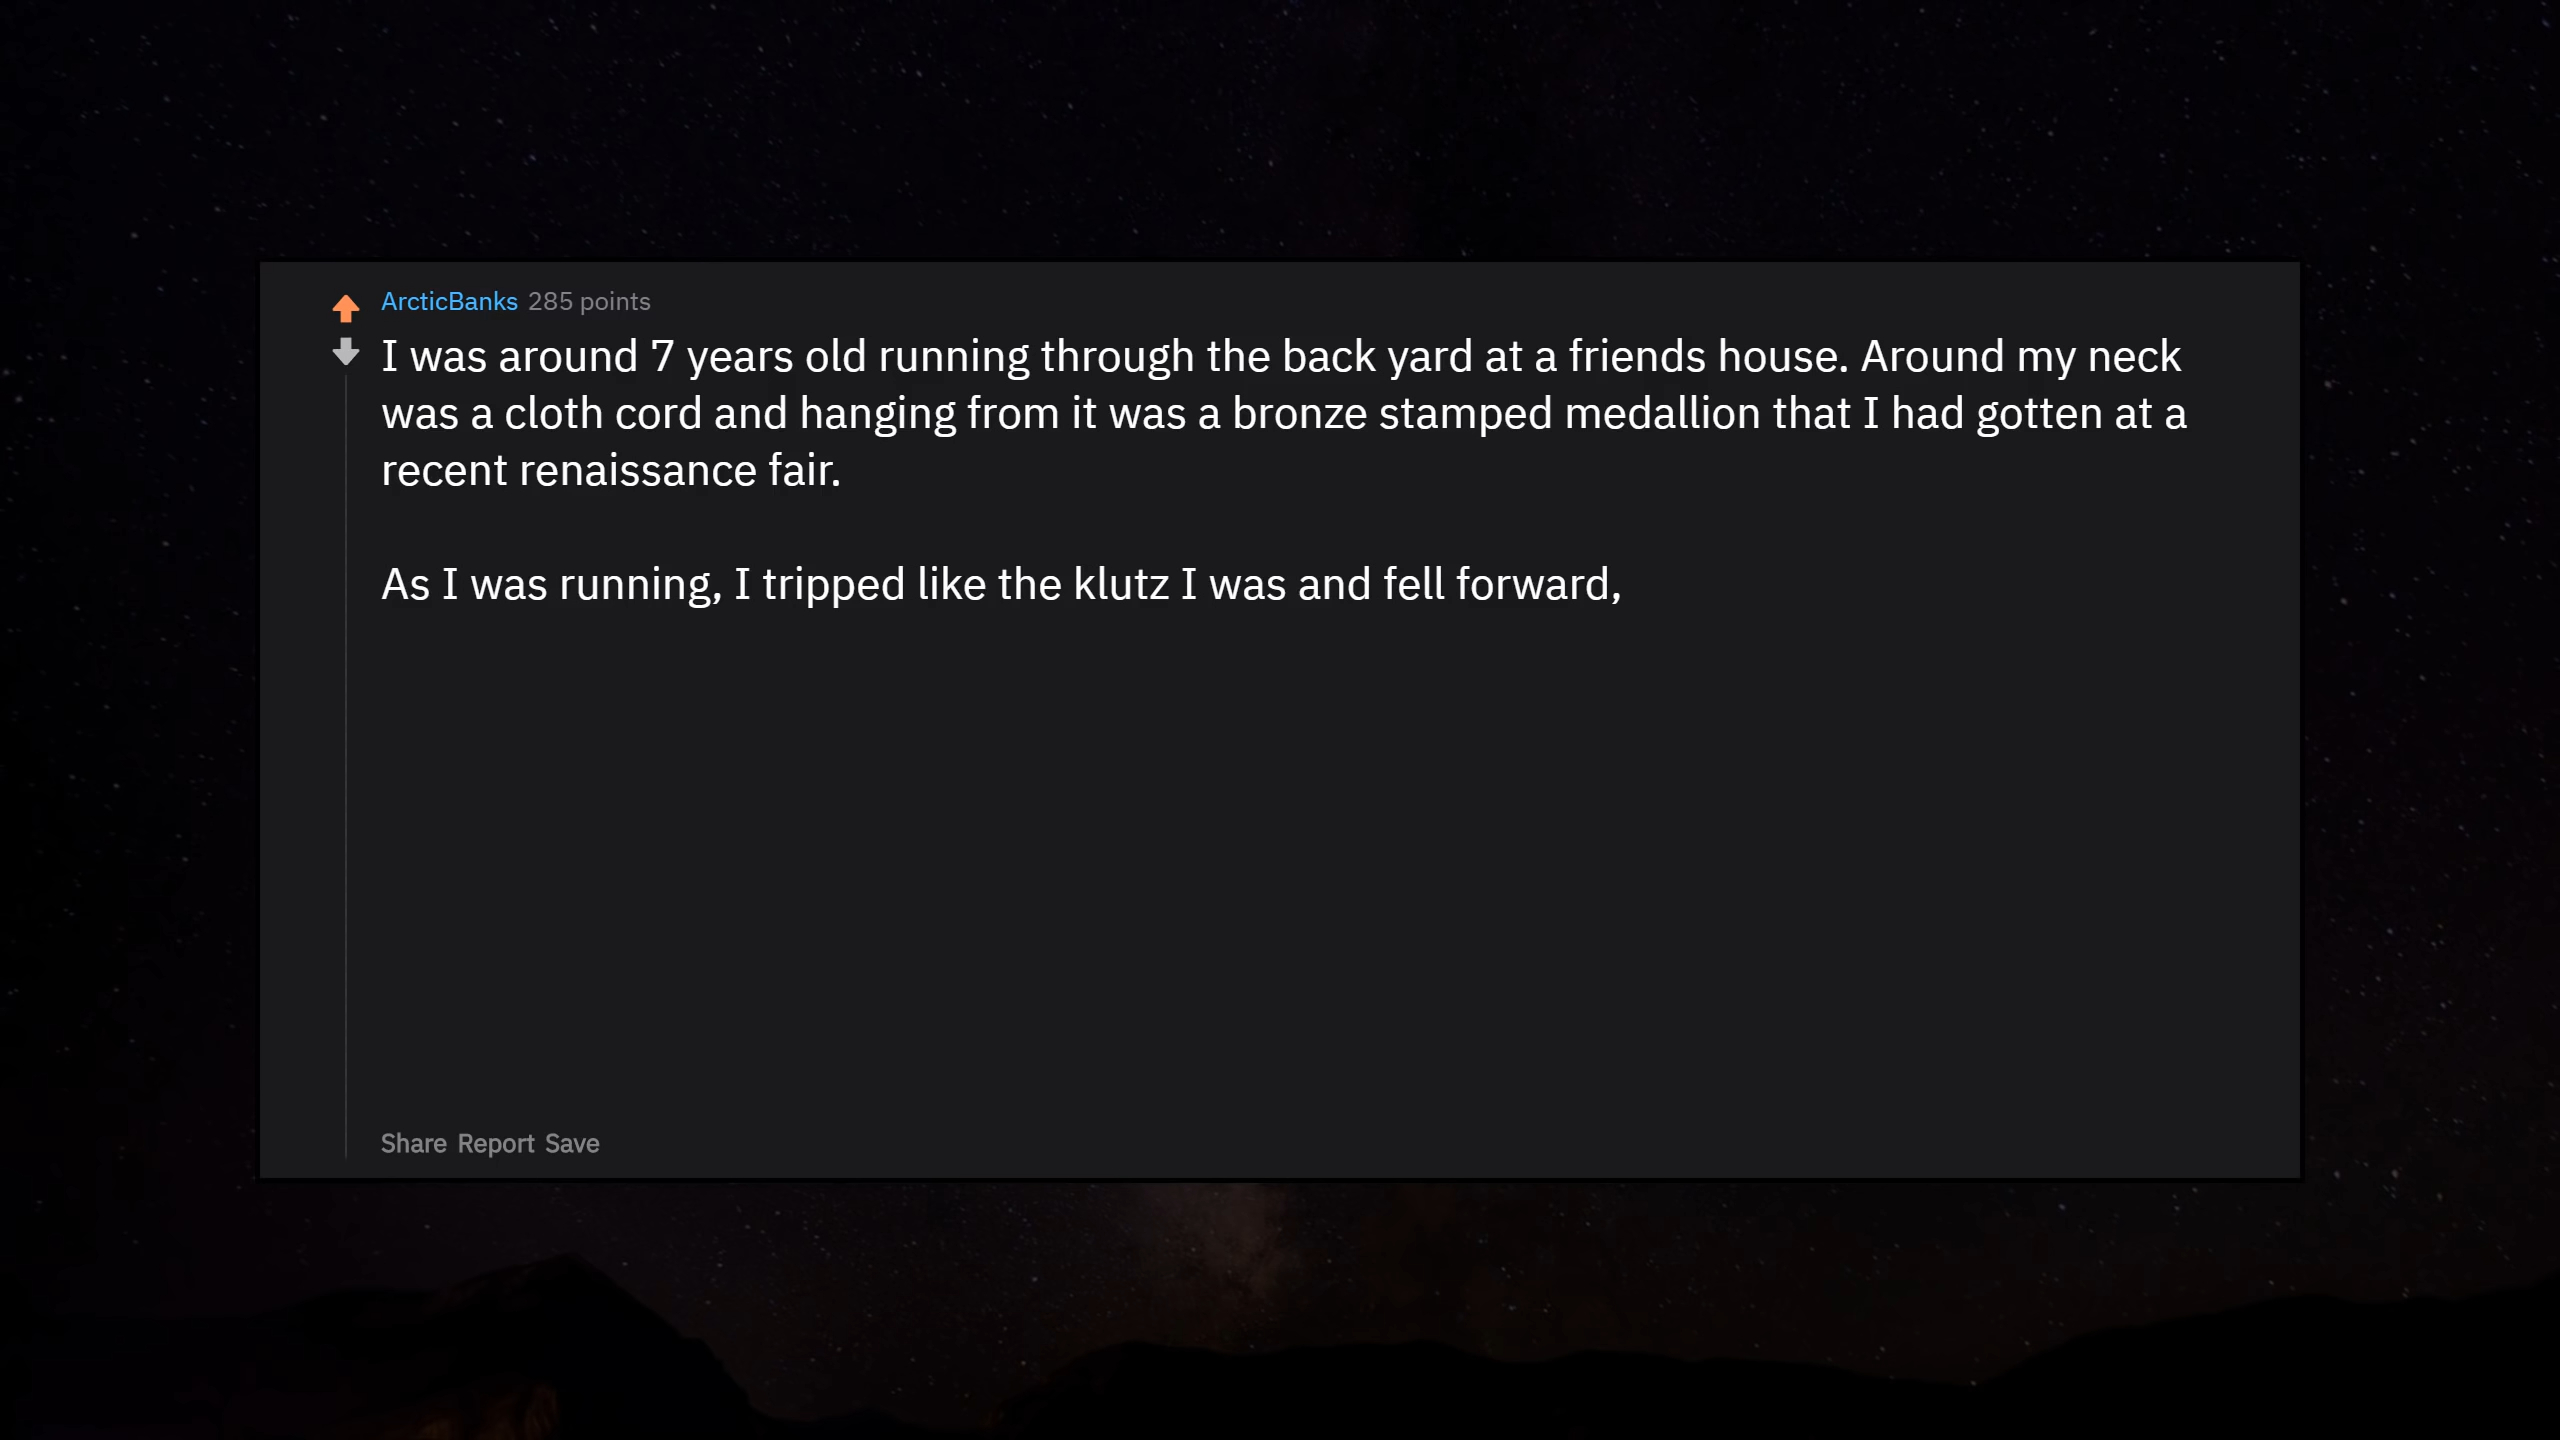 ArcticBanks 285 points
I was around 7 years old running through the back yard at a friends house. Around my neck
was a cloth cord and hanging from it was a bronze stamped medallion that I had gotten at a
recent renaissance fair.
As I was running, I tripped like the klutz I was and fell forward,
Share Report Save